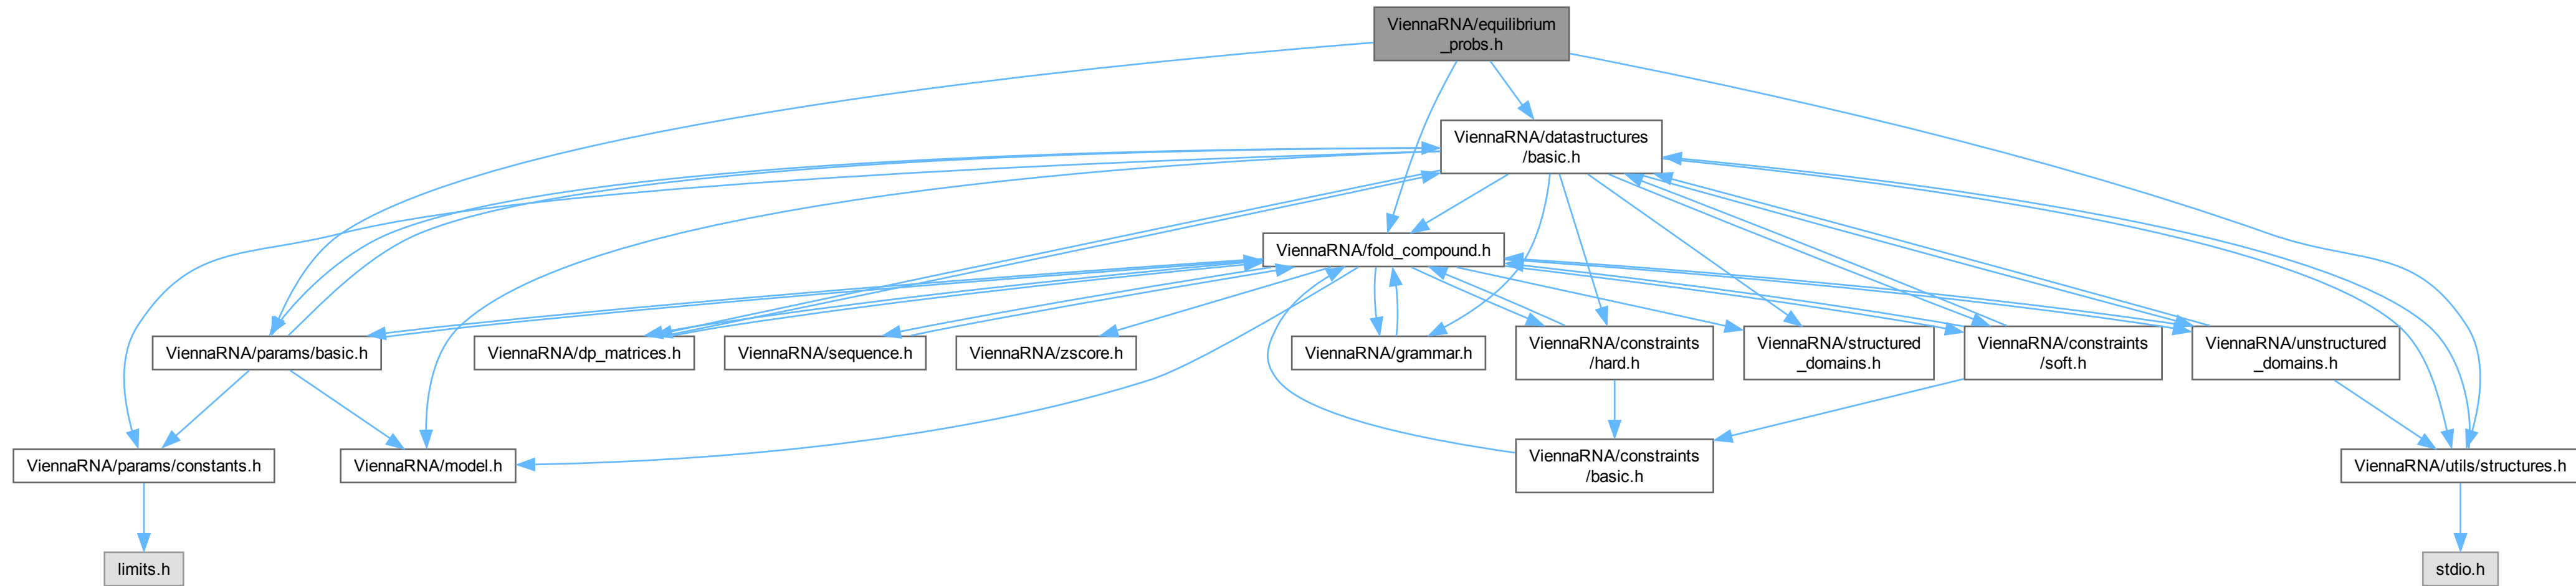 ViennaRNA/equilibrium
_probs.h
ViennaRNA/datastructures
/basic.h
ViennaRNA/fold_compound.h
ViennaRNA/params/basic.h
ViennaRNA/dp_matrices.h
ViennaRNA/sequence.h
ViennaRNA/zscore.h
ViennaRNA/grammar.h
ViennaRNA/constraints
/hard.h
ViennaRNA/structured
_domains.h
ViennaRNA/constraints
/soft.h
ViennaRNA/unstructured
_domains.h
ViennaRNA/params/constants.h
ViennaRNA/model.h
ViennaRNA/constraints
/basic.h
ViennaRNA/utils/structures.h
limits.h
stdio.h